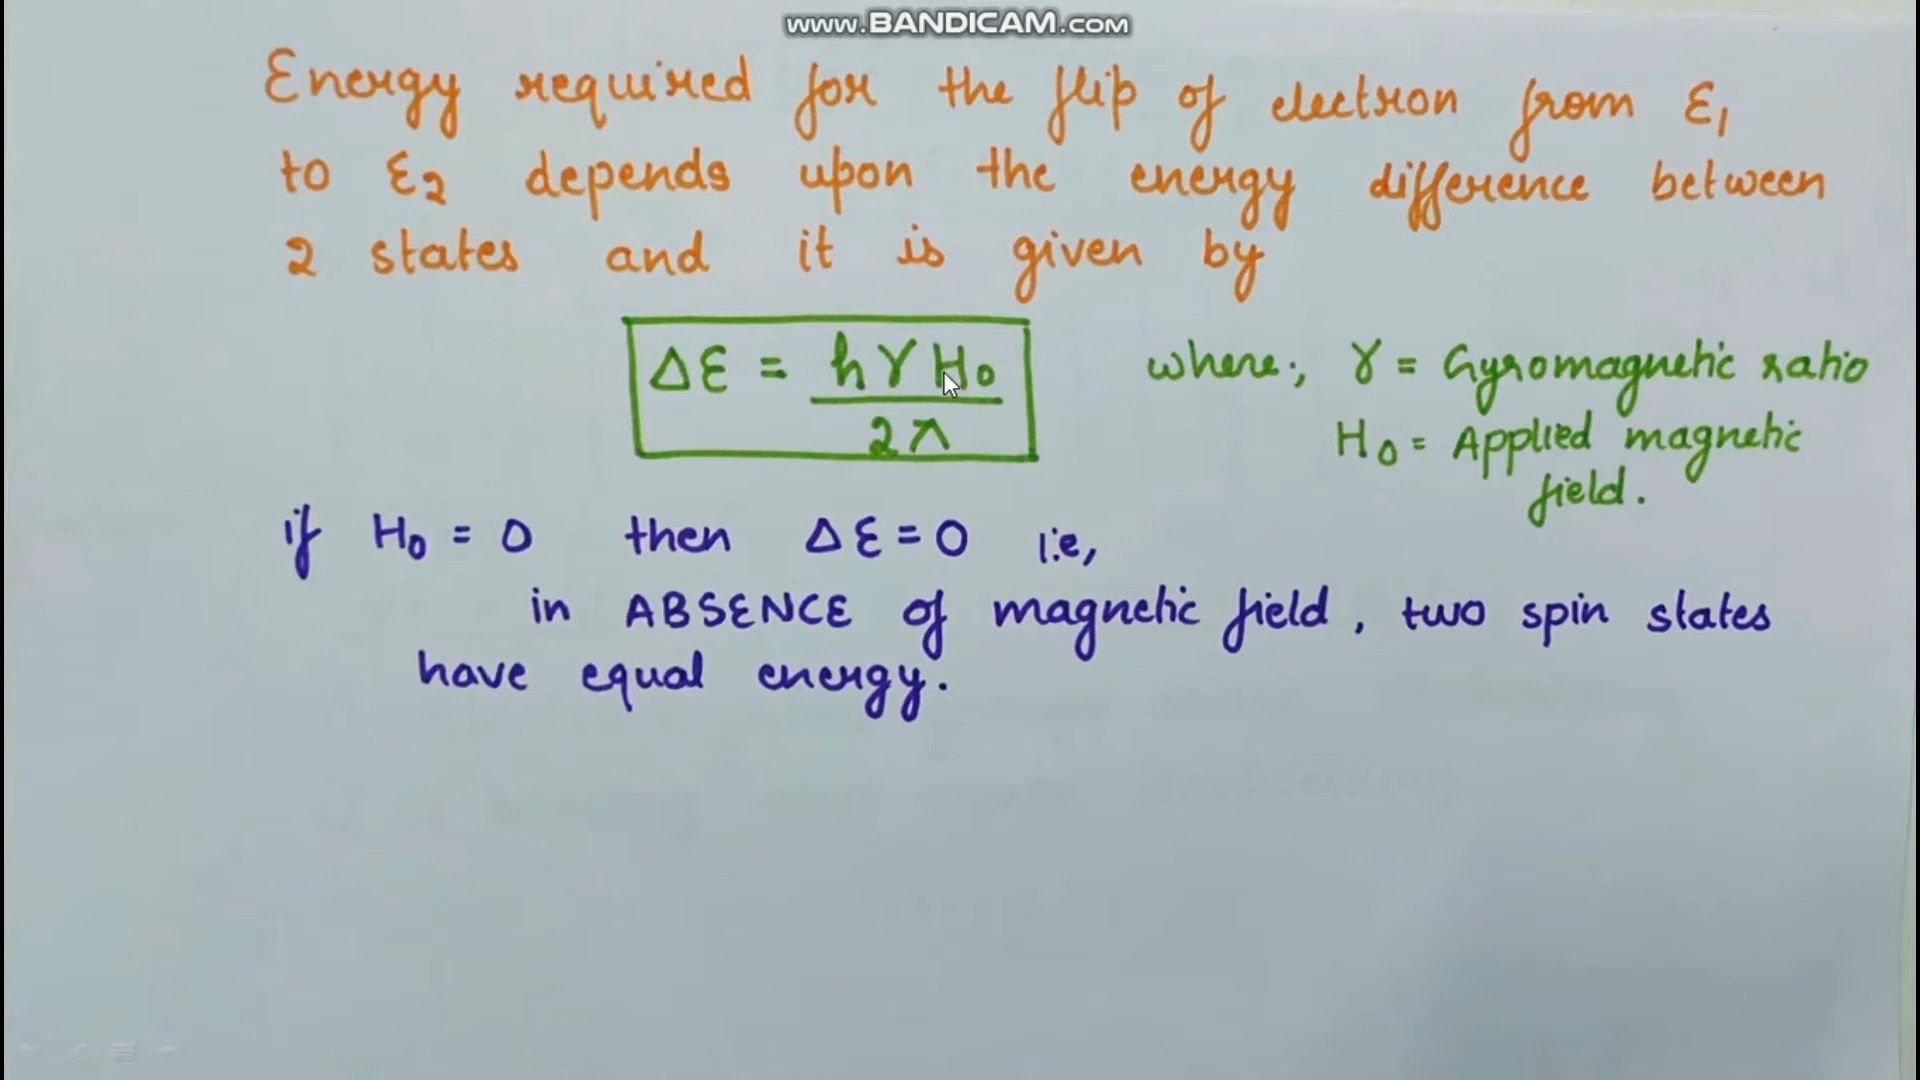 www.BANDICAM.com
Energy required for the flip of electron from ε1
to ε2 depends upon the energy difference between
2 states and it is given by
Δε = hγH0 / 2π
where;, γ = Gyromagnetic ratio
H0 = Applied magnetic
field.
if H0 = 0 then Δε = 0 i.e,
in ABSENCE of magnetic field, two spin states
have equal energy.